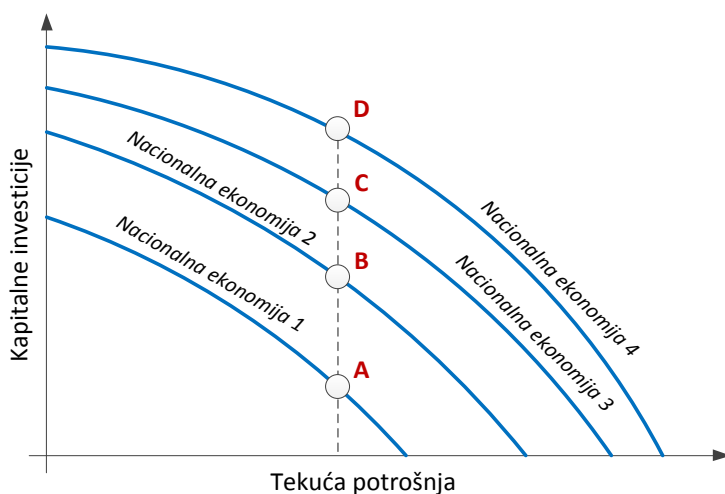 Kapitalne investicije
D
C
B
A
Nacionalna ekonomija 1
Nacionalna ekonomija 2
Nacionalna ekonomija 3
Nacionalna ekonomija 4
Tekuća potrošnja